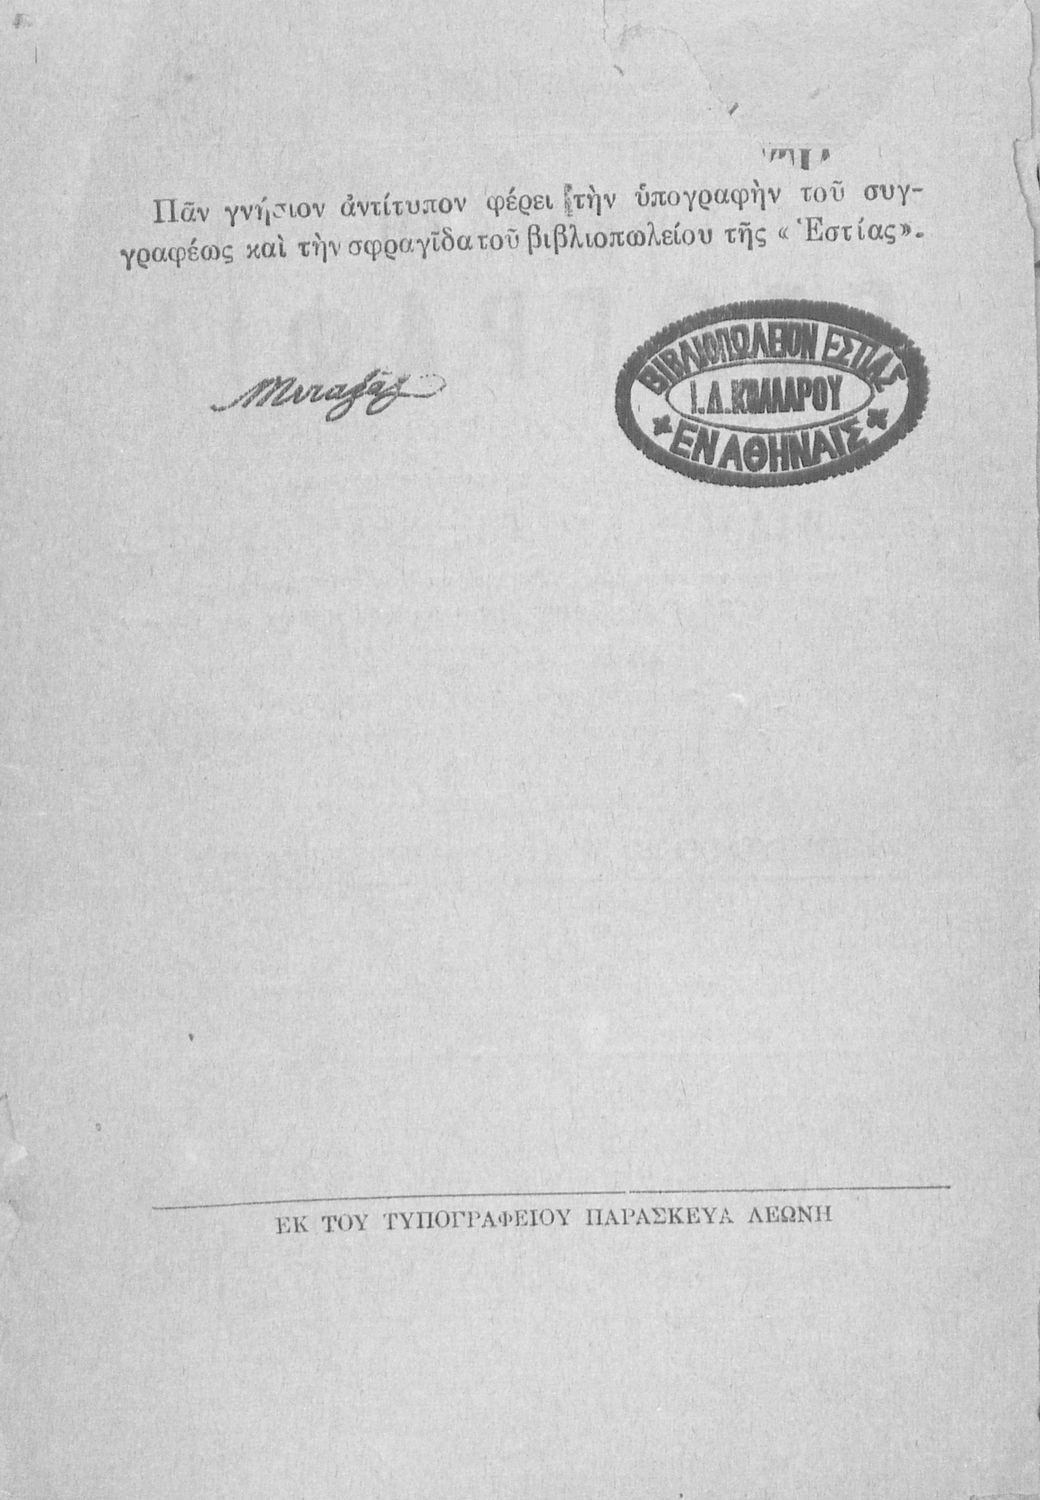 Πᾶν γνήσιον ἀντίτυπον φέρει τὴν ὑπογραφὴν τοῦ συγ-
γραφέως καὶ τὴν σφραγῖδα τοῦ βιβλιοπωλείου τῆς « Ἑστίας».
ΒΙΒΛΙΟΠΩΛΕΙΟΝ ΕΣΤΙΑΣ
Ι.Δ.ΚΟΛΛΑΡΟΥ
ΕΝ ΑΘΗΝΑΙΣ
ΕΚ ΤΟΥ ΤΥΠΟΓΡΑΦΕΙΟΥ ΠΑΡΑΣΚΕΥΑ ΛΕΩΝΗ